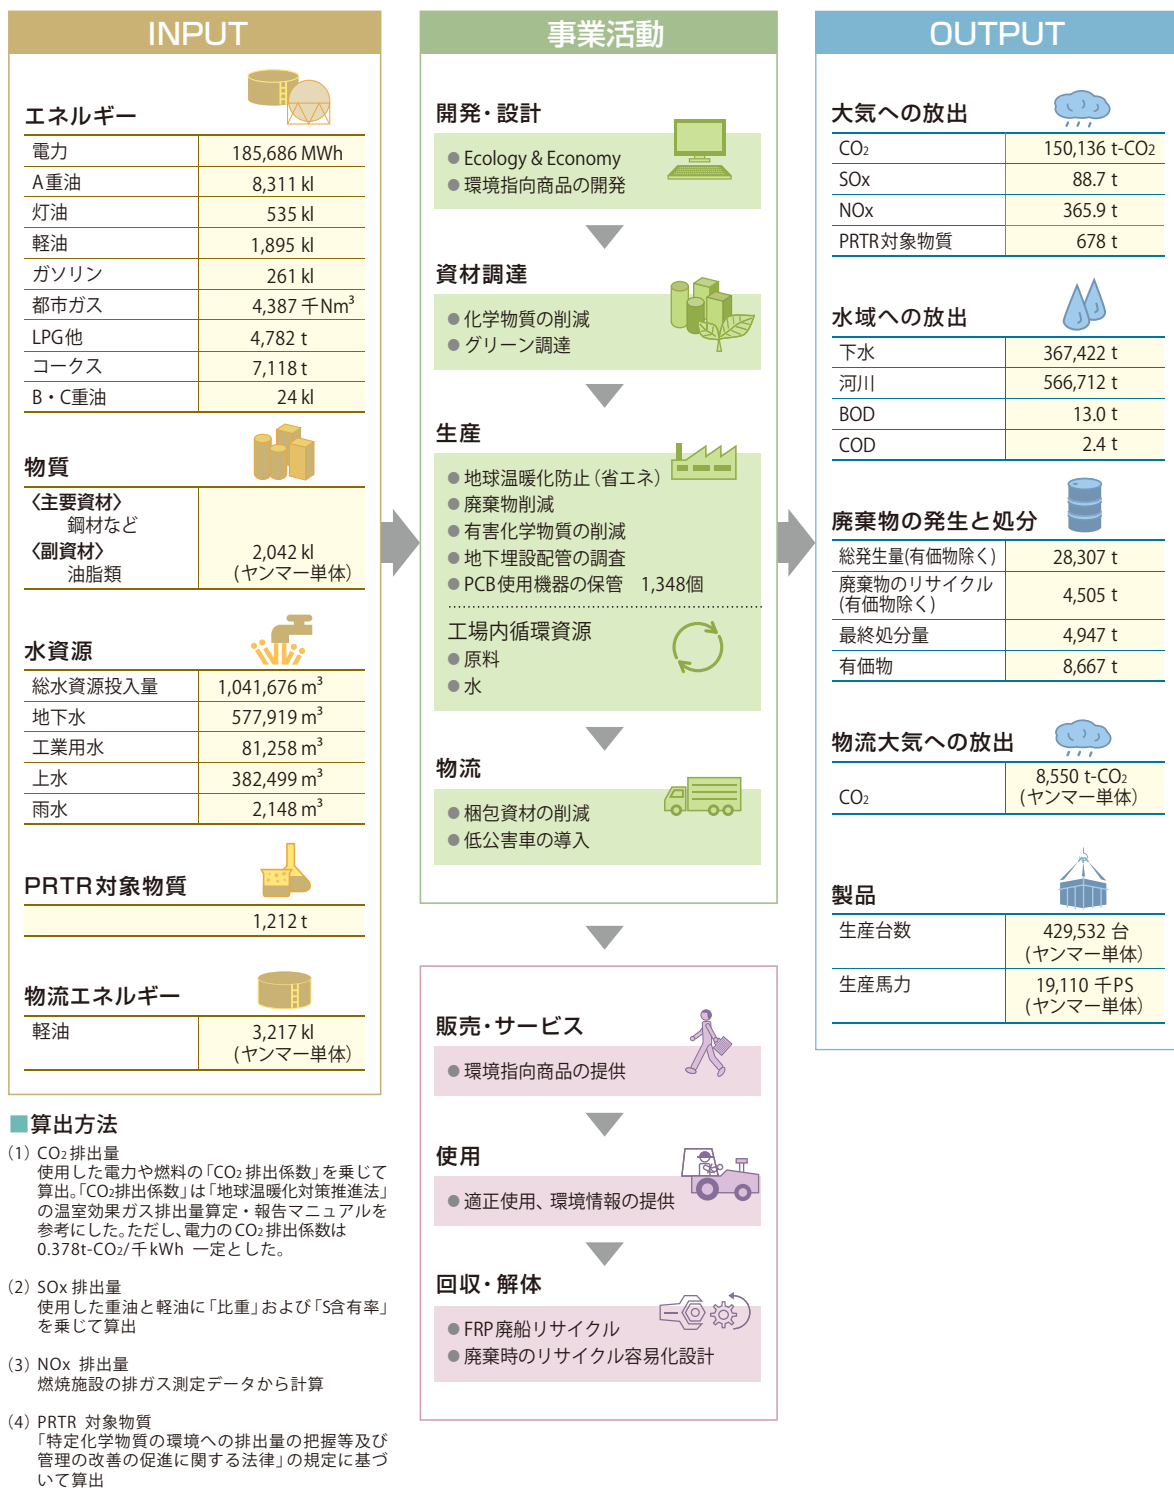 INPUT
エネルギー
電力 185,686 MWh
A重油 8,311 kl
灯油 535 kl
軽油 1,895 kl
ガソリン 261 kl
都市ガス 4,387 千Nm³
LPG他 4,782 t
コークス 7,118 t
B・C重油 24 kl
物質
〈主要資材〉
鋼材など
〈副資材〉 2,042 kl
油脂類 (ヤンマー単体)
水資源
総水資源投入量 1,041,676 m³
地下水 577,919 m³
工業用水 81,258 m³
上水 382,499 m³
雨水 2,148 m³
PRTR対象物質
1,212 t
物流エネルギー
軽油 3,217 kl
(ヤンマー単体)
■算出方法
(1) CO₂排出量
使用した電力や燃料の「CO₂排出係数」を乗じて
算出。「CO₂排出係数」は「地球温暖化対策推進法」
の温室効果ガス排出量算定・報告マニュアルを
参考にした。ただし、電力のCO₂排出係数は
0.378t-CO₂/千kWh 一定とした。
(2) SOx 排出量
使用した重油と軽油に「比重」および「S含有率」
を乗じて算出
(3) NOx 排出量
燃焼施設の排ガス測定データから計算
(4) PRTR 対象物質
「特定化学物質の環境への排出量の把握等及び
管理の改善の促進に関する法律」の規定に基づ
いて算出
事業活動
開発・設計
● Ecology & Economy
● 環境指向商品の開発
資材調達
● 化学物質の削減
● グリーン調達
生産
● 地球温暖化防止(省エネ)
● 廃棄物削減
● 有害化学物質の削減
● 地下埋設配管の調査
● PCB使用機器の保管 1,348個
工場内循環資源
● 原料
● 水
物流
● 梱包資材の削減
● 低公害車の導入
販売・サービス
● 環境指向商品の提供
使用
● 適正使用、環境情報の提供
回収・解体
● FRP廃船リサイクル
● 廃棄時のリサイクル容易化設計
OUTPUT
大気への放出
CO₂ 150,136 t-CO₂
SOx 88.7 t
NOx 365.9 t
PRTR対象物質 678 t
水域への放出
下水 367,422 t
河川 566,712 t
BOD 13.0 t
COD 2.4 t
廃棄物の発生と処分
総発生量(有価物除く) 28,307 t
廃棄物のリサイクル
(有価物除く) 4,505 t
最終処分量 4,947 t
有価物 8,667 t
物流大気への放出
8,550 t-CO₂
CO₂ (ヤンマー単体)
製品
生産台数 429,532 台
(ヤンマー単体)
生産馬力 19,110 千PS
(ヤンマー単体)